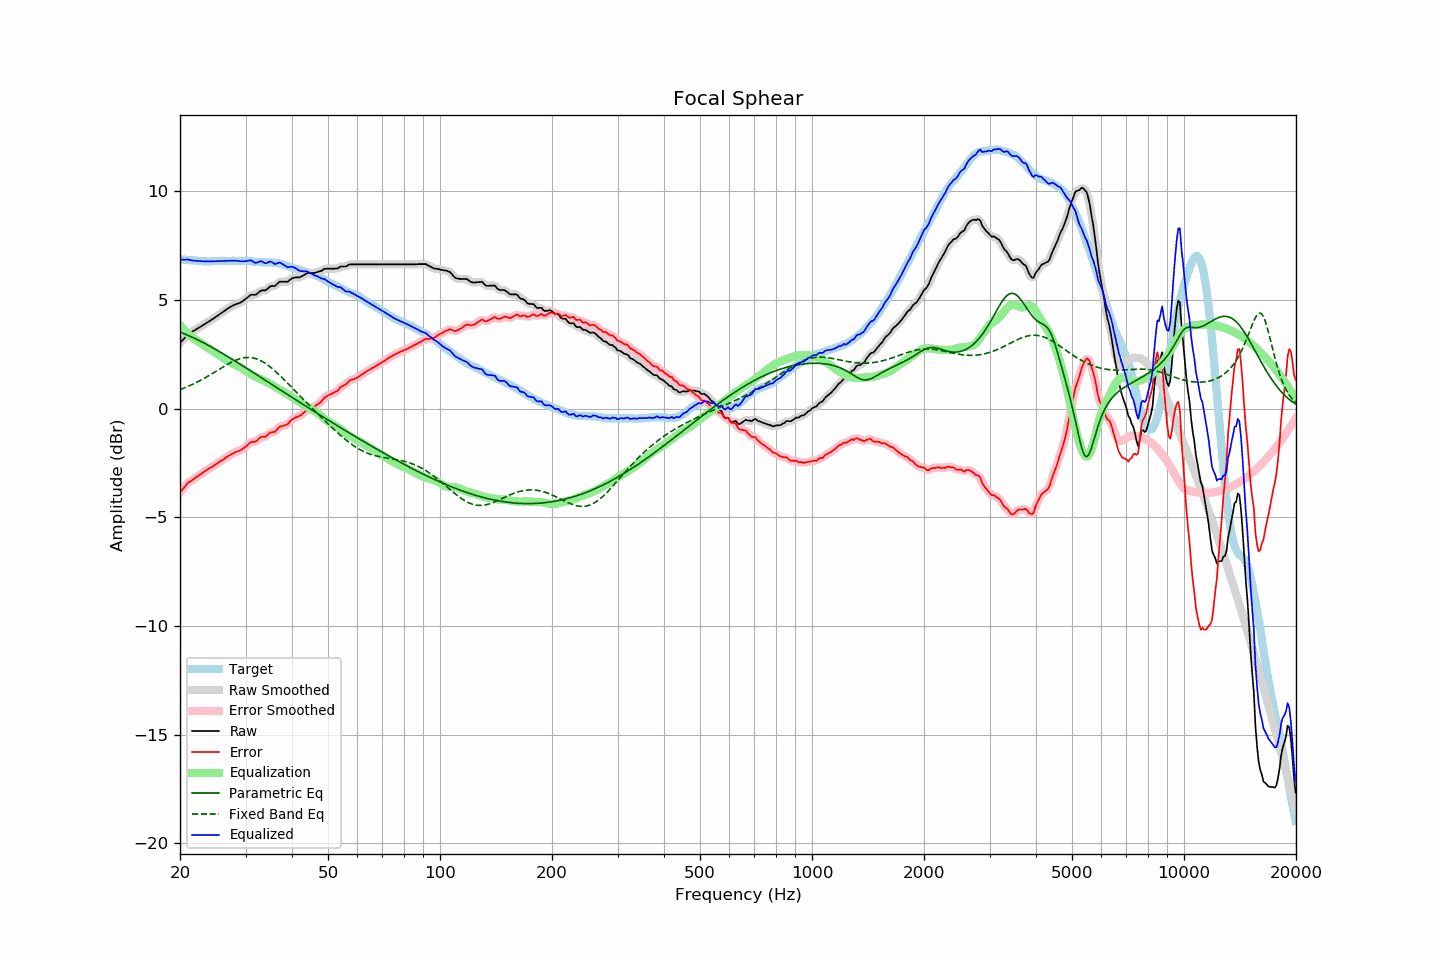 Focal Sphear
Amplitude (dBr)
10
5
0
−5
−10
−15
−20
Target
Raw Smoothed
Error Smoothed
Raw
Error
Equalization
Parametric Eq
Fixed Band Eq
Equalized
20 50 100 200 500 1000 2000 5000 10000 20000
Frequency (Hz)